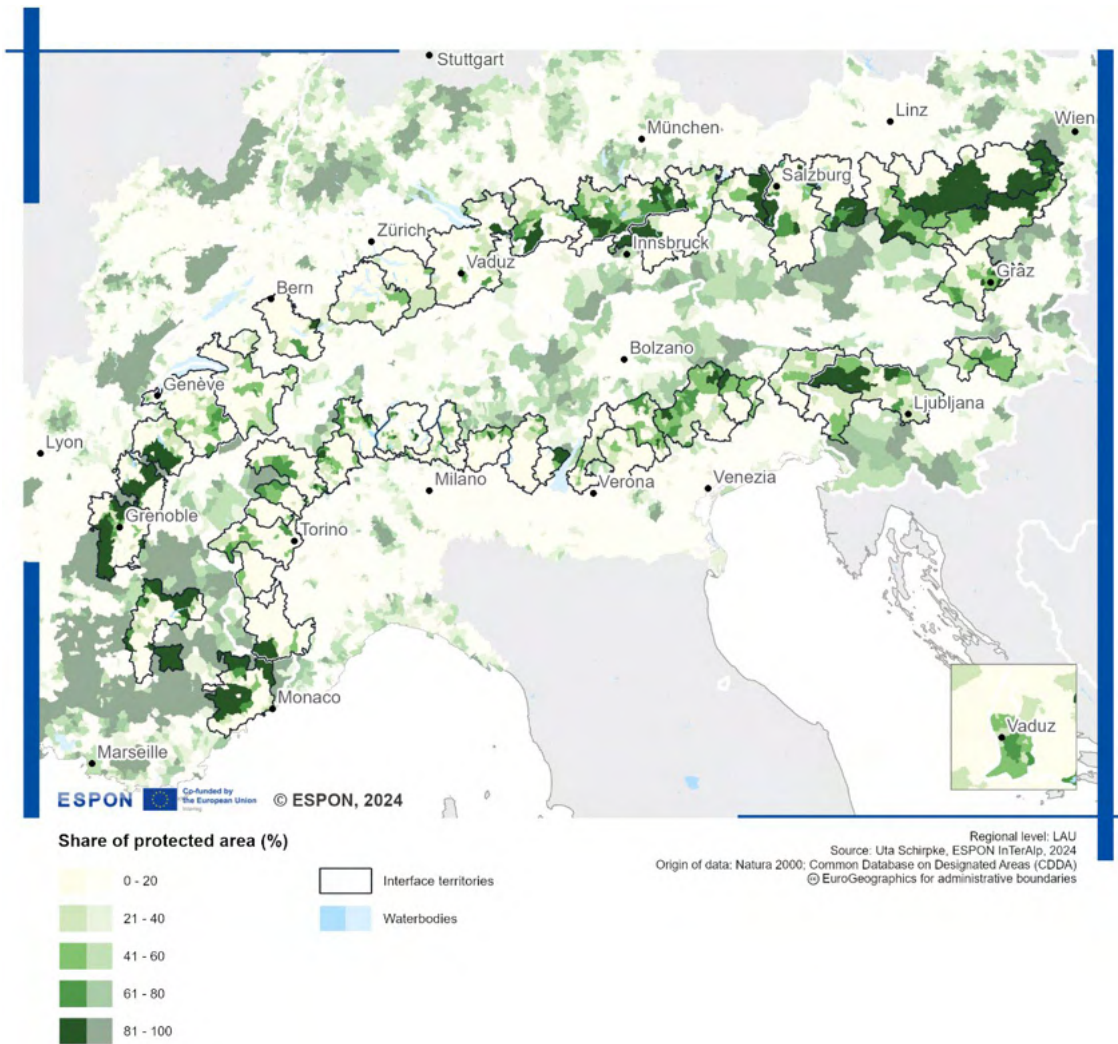 Stuttgart
Linz
Wien
München
Salzburg
Zürich
Innsbruck
Vaduz
Graz
Bern
Bolzano
Genève
Ljubljana
Lyon
Milano
Verona
Venezia
Grenoble
Torino
Monaco
Vaduz
Marseille
ESPON
Co-funded by
the European Union
Interreg
© ESPON, 2024
Share of protected area (%)
0 - 20
21 - 40
41 - 60
61 - 80
81 - 100
Interface territories
Waterbodies
Regional level: LAU
Source: Uta Schirpke, ESPON InTerAlp, 2024
Origin of data: Natura 2000; Common Database on Designated Areas (CDDA)
㏄ EuroGeographics for administrative boundaries